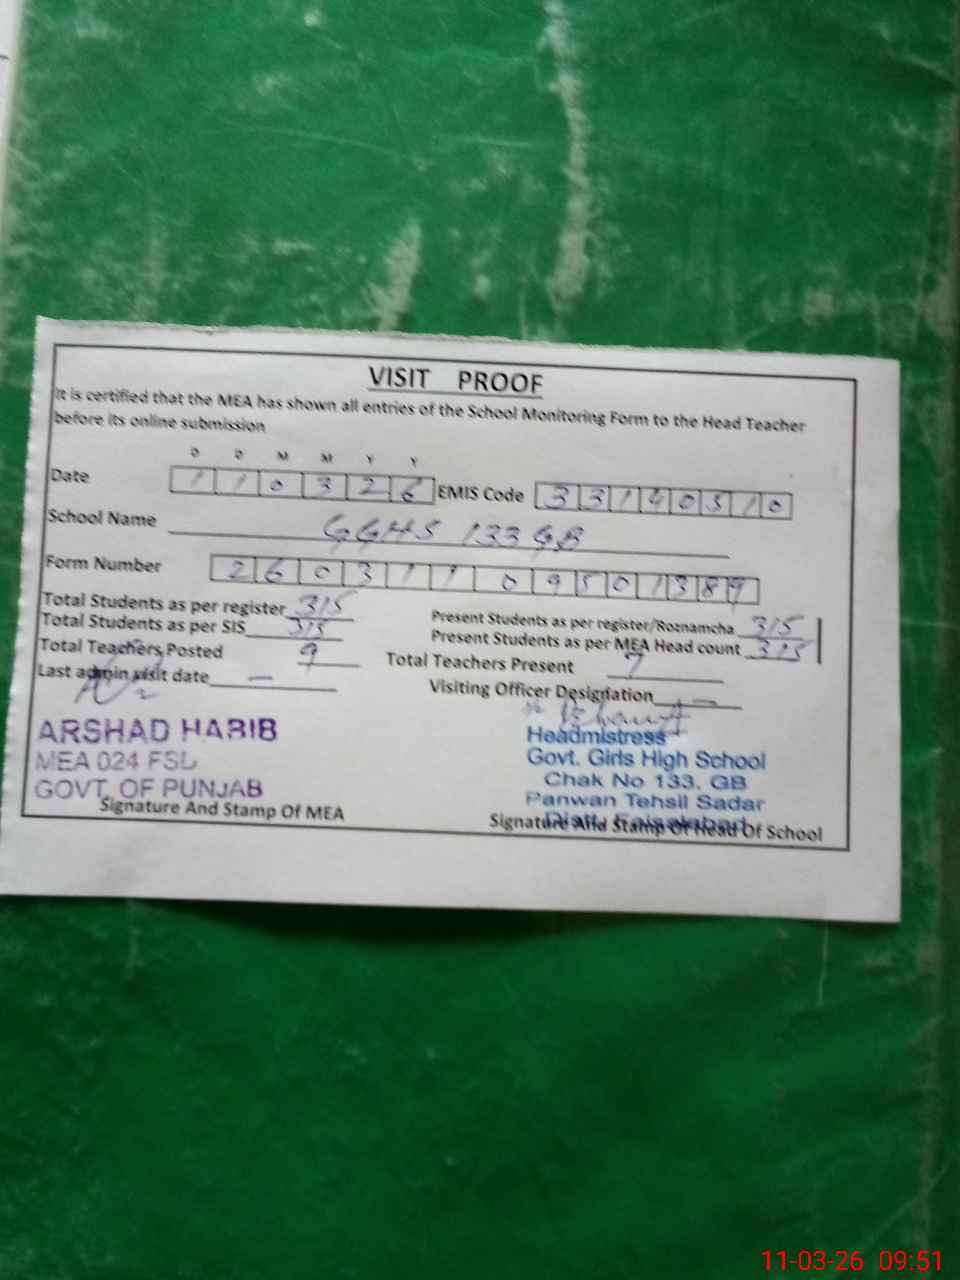 VISIT PROOF
It is certified that the MEA has shown all entries of the School Monitoring Form to the Head Teacher
before its online submission
D D M M Y Y
Date 1 1 0 3 2 6 EMIS Code 3 3 1 4 0 5 1 0
School Name GGHS 133 GB
Form Number 2 6 0 3 1 1 0 9 5 0 1 3 8 9
Total Students as per register 315 Present Students as per register/Roznamcha 315
Total Students as per SIS 315 Present Students as per MEA Head count 315
Total Teachers Posted 9 Total Teachers Present 9
Last admin visit date — Visiting Officer Designation —
ARSHAD HABIB
MEA 024 FSL
GOVT. OF PUNJAB
Signature And Stamp Of MEA
Headmistress
Govt. Girls High School
Chak No 133. GB
Panwan Tehsil Sadar
Distt. Faisalabad
Signature And Stamp Of Head Of School
11-03-26 09:51